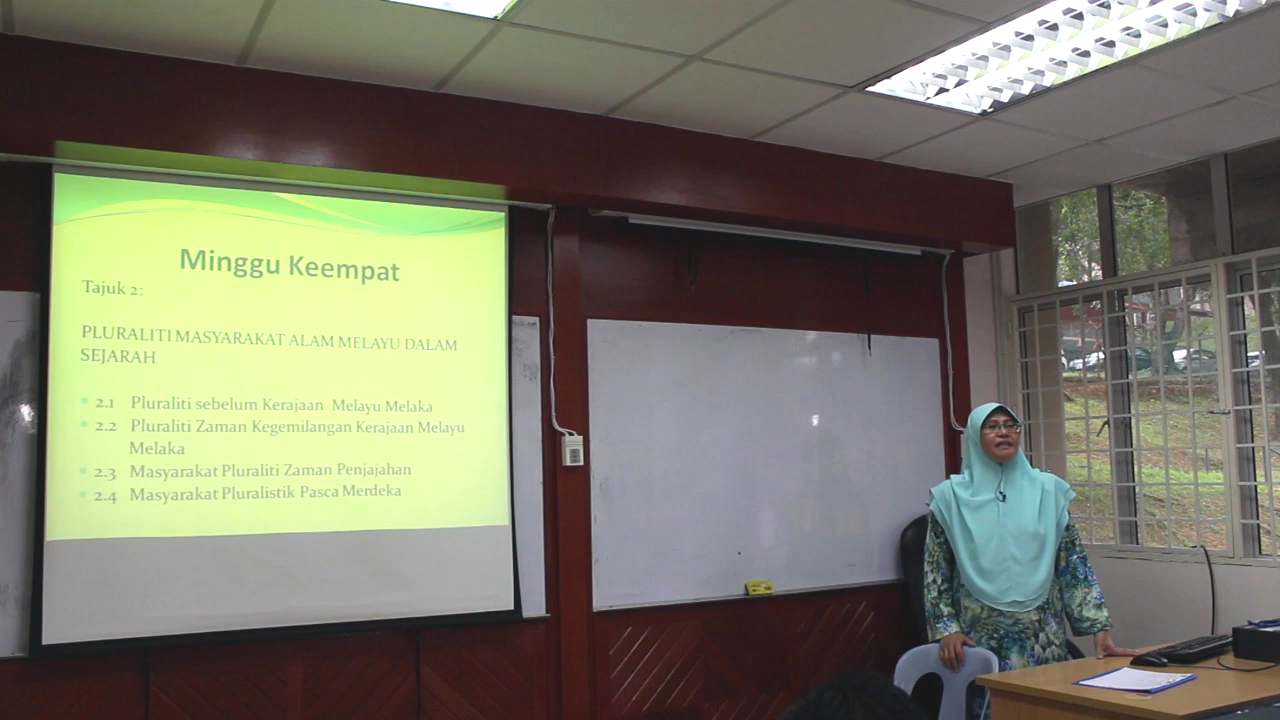 Minggu Keempat
Tajuk 2:
PLURALITI MASYARAKAT ALAM MELAYU DALAM
SEJARAH
2.1 Pluraliti sebelum Kerajaan Melayu Melaka
2.2 Pluraliti Zaman Kegemilangan Kerajaan Melayu
Melaka
2.3 Masyarakat Pluraliti Zaman Penjajahan
2.4 Masyarakat Pluralistik Pasca Merdeka